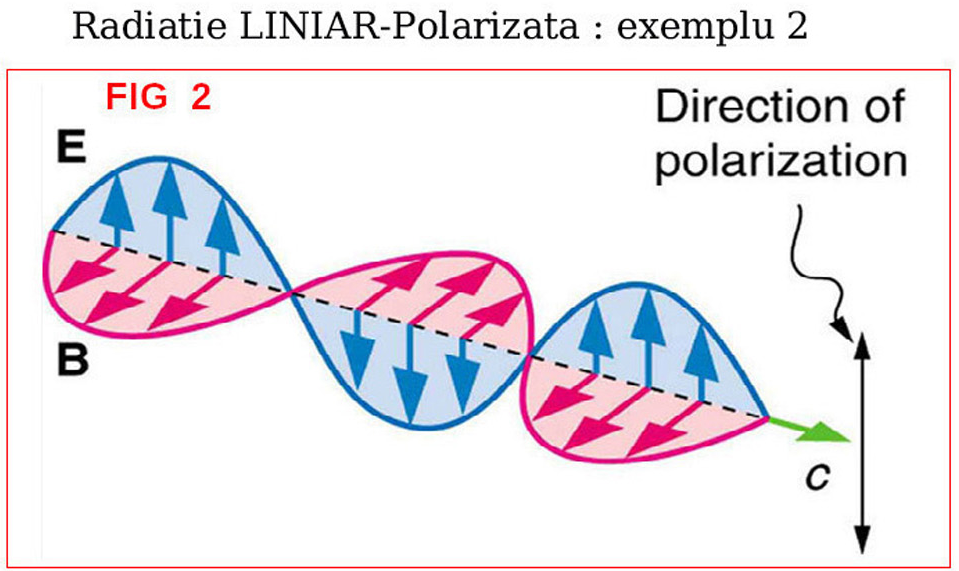 Radiatie LINIAR-Polarizata : exemplu 2
FIG 2
Direction of
polarization
E
B
c